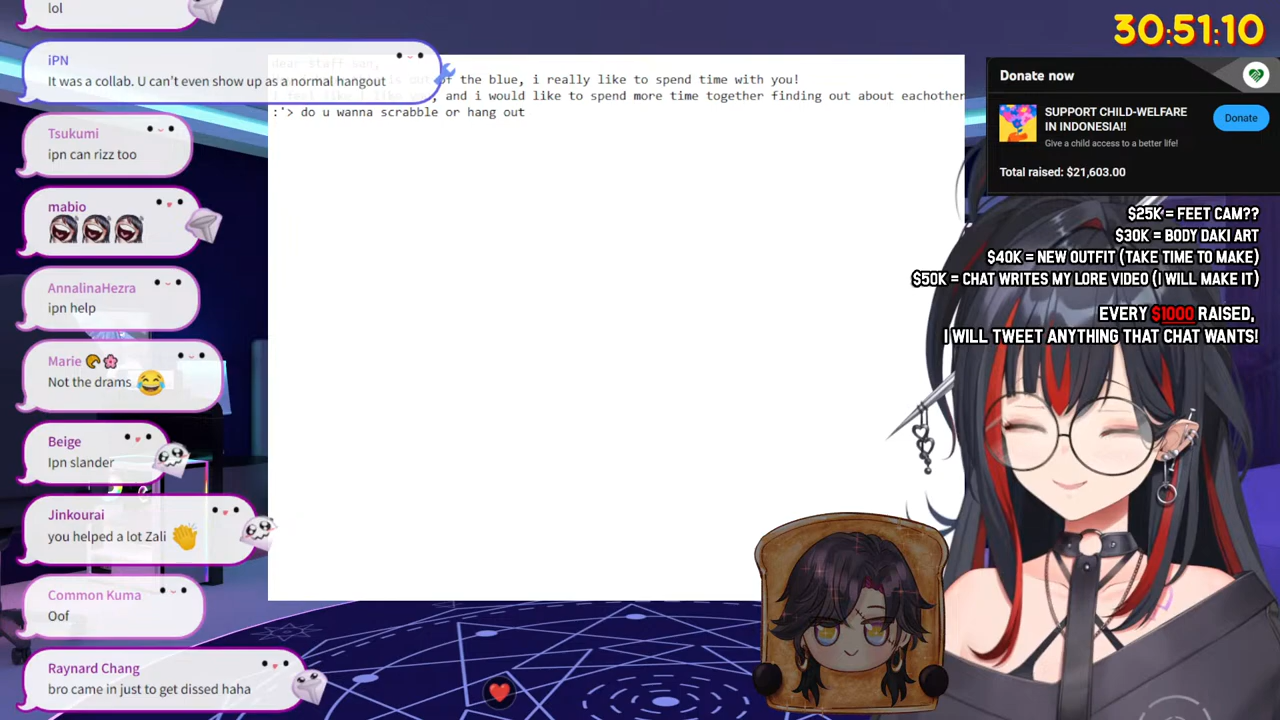 lol
iPN
It was a collab. U can't even show up as a normal hangout
Tsukumi
ipn can rizz too
mabio
AnnalinaHezra
ipn help
Marie
Not the drams
Beige
Ipn slander
Jinkourai
you helped a lot Zali
Common Kuma
Oof
Raynard Chang
bro came in just to get dissed haha
dear staff
of the blue, i really like to spend time with you!
, and i would like to spend more time together finding out about eachother
:'> do u wanna scrabble or hang out
30:51:10
Donate now
SUPPORT CHILD-WELFARE
IN INDONESIA!!
Give a child access to a better life!
Donate
Total raised: $21,603.00
$25K = FEET CAM??
$30K = BODY DAKI ART
$40K = NEW OUTFIT (TAKE TIME TO MAKE)
$50K = CHAT WRITES MY LORE VIDEO (I WILL MAKE IT)
EVERY $1000 RAISED,
I WILL TWEET ANYTHING THAT CHAT WANTS!